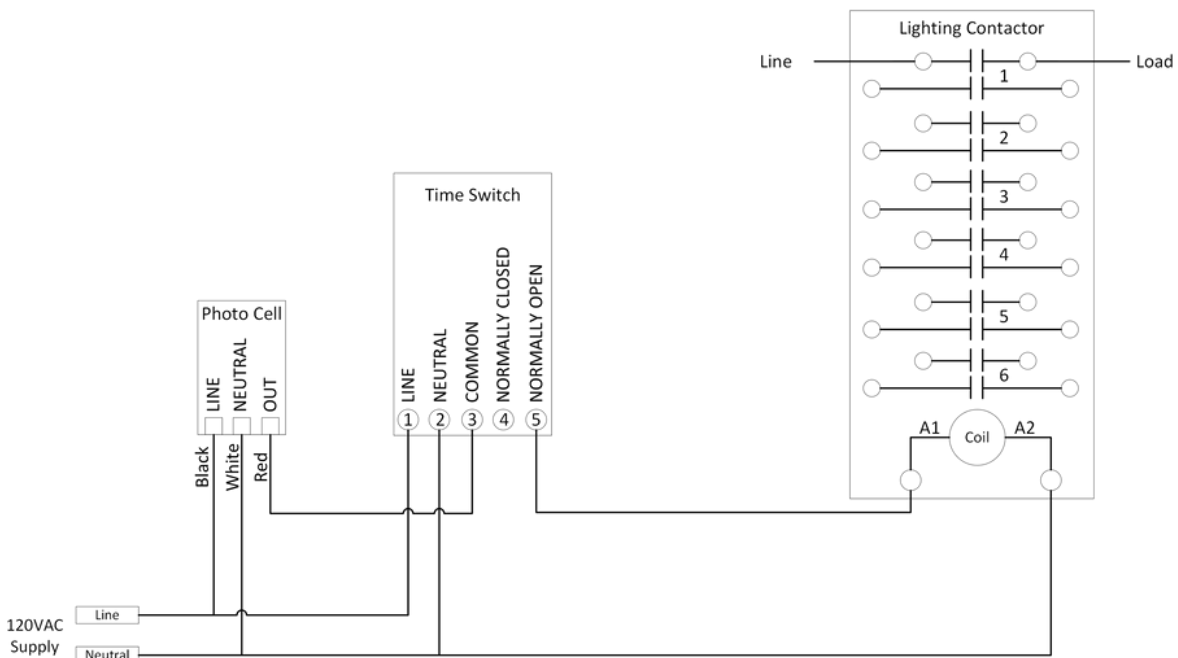 Lighting Contactor
Line
Load
1
2
3
4
5
6
A1
Coil
A2
Time Switch
LINE
NEUTRAL
COMMON
NORMALLY CLOSED
NORMALLY OPEN
1
2
3
4
5
Photo Cell
LINE
NEUTRAL
OUT
Black
White
Red
120VAC
Supply
Line
Neutral